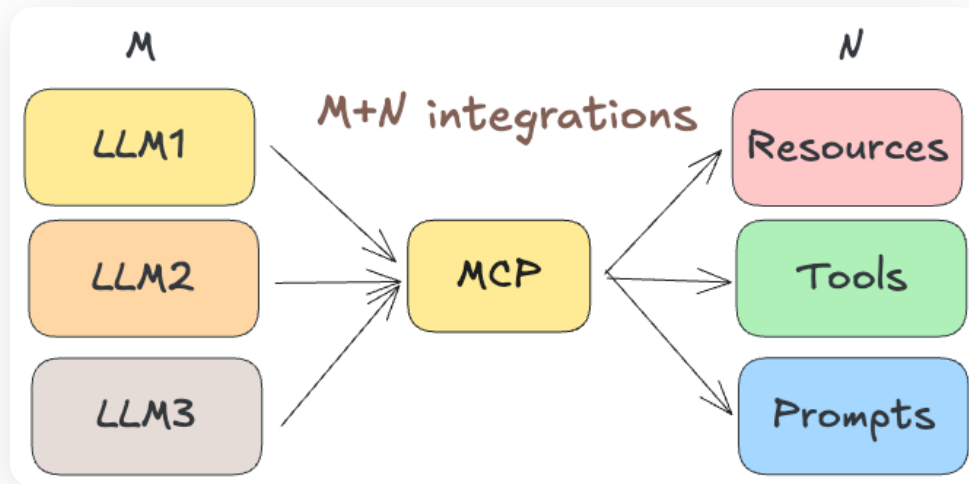 M
N
M+N integrations
LLM1
Resources
LLM2
MCP
Tools
LLM3
Prompts